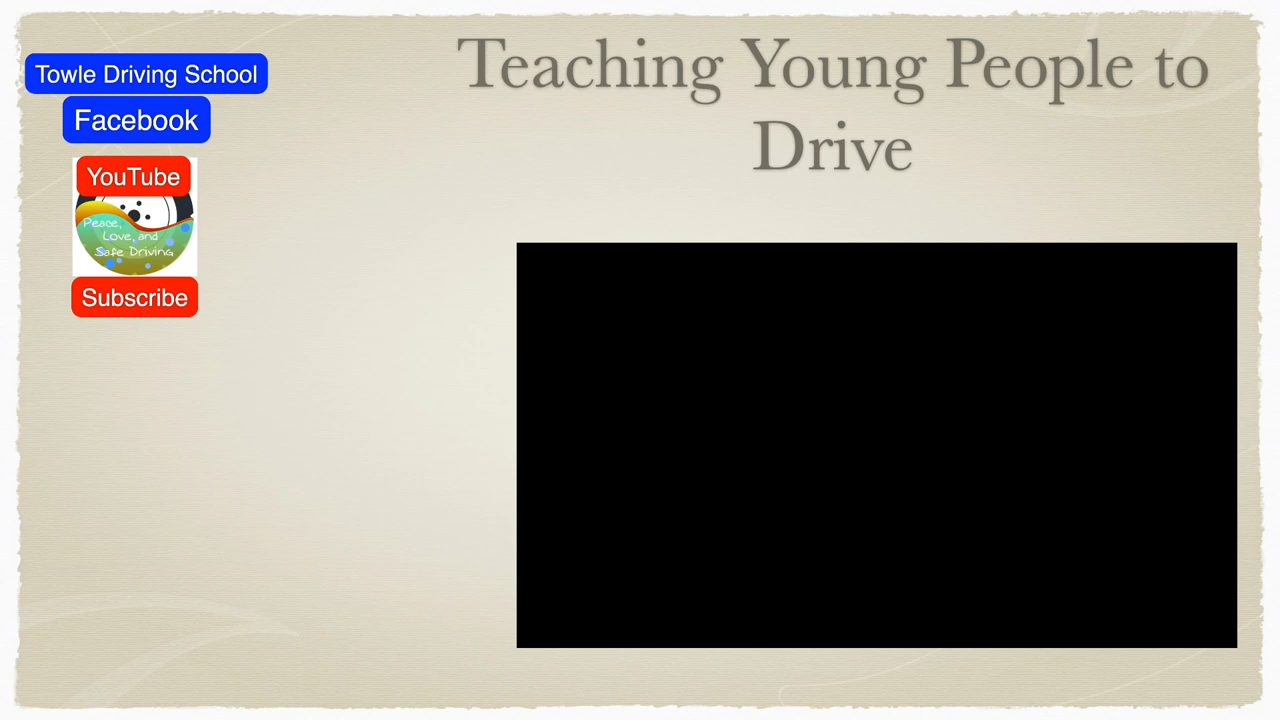 Towle Driving School
Facebook
YouTube
Peace,
Love, and
Safe Driving
Subscribe
Teaching Young People to
Drive